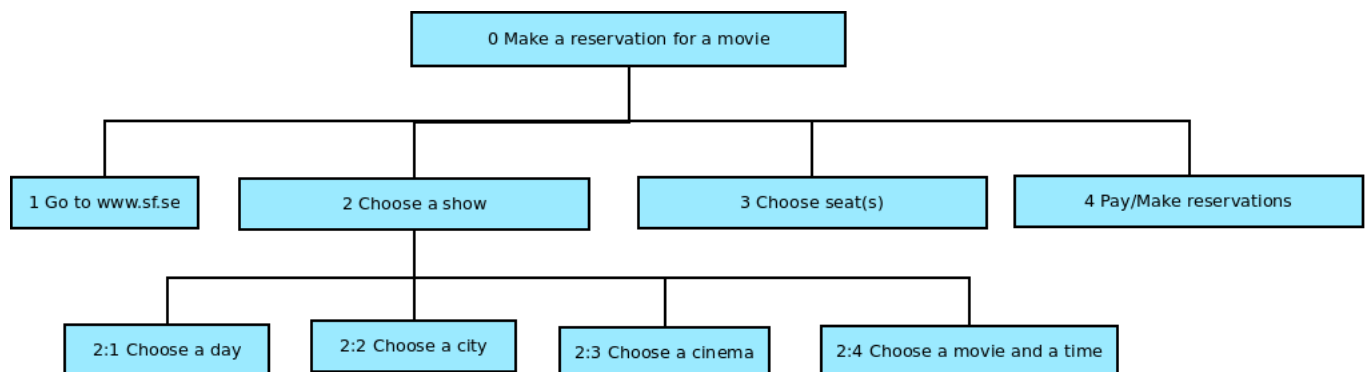 0 Make a reservation for a movie
1 Go to www.sf.se
2 Choose a show
3 Choose seat(s)
4 Pay/Make reservations
2:1 Choose a day
2:2 Choose a city
2:3 Choose a cinema
2:4 Choose a movie and a time